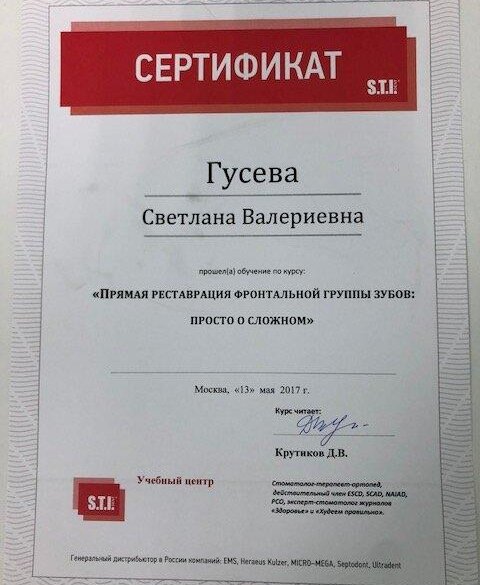 СЕРТИФИКАТ
S.T.I.
Гусева
Светлана Валериевна
прошел(а) обучение по курсу:
«ПРЯМАЯ РЕСТАВРАЦИЯ ФРОНТАЛЬНОЙ ГРУППЫ ЗУБОВ:
ПРОСТО О СЛОЖНОМ»
Москва, «13» мая 2017 г.
Курс читает:
Крутиков Д.В.
Учебный центр
S.T.I.
Стоматолог-терапевт-ортопед,
действительный член ESCD, SCAD, NAIAD,
РСО, эксперт-стоматолог журналов
«Здоровье» и «Худеем правильно».
Генеральный дистрибьютор в России компаний: EMS, Heraeus Kulzer, MICRO-MEGA, Septodont, Ultradent